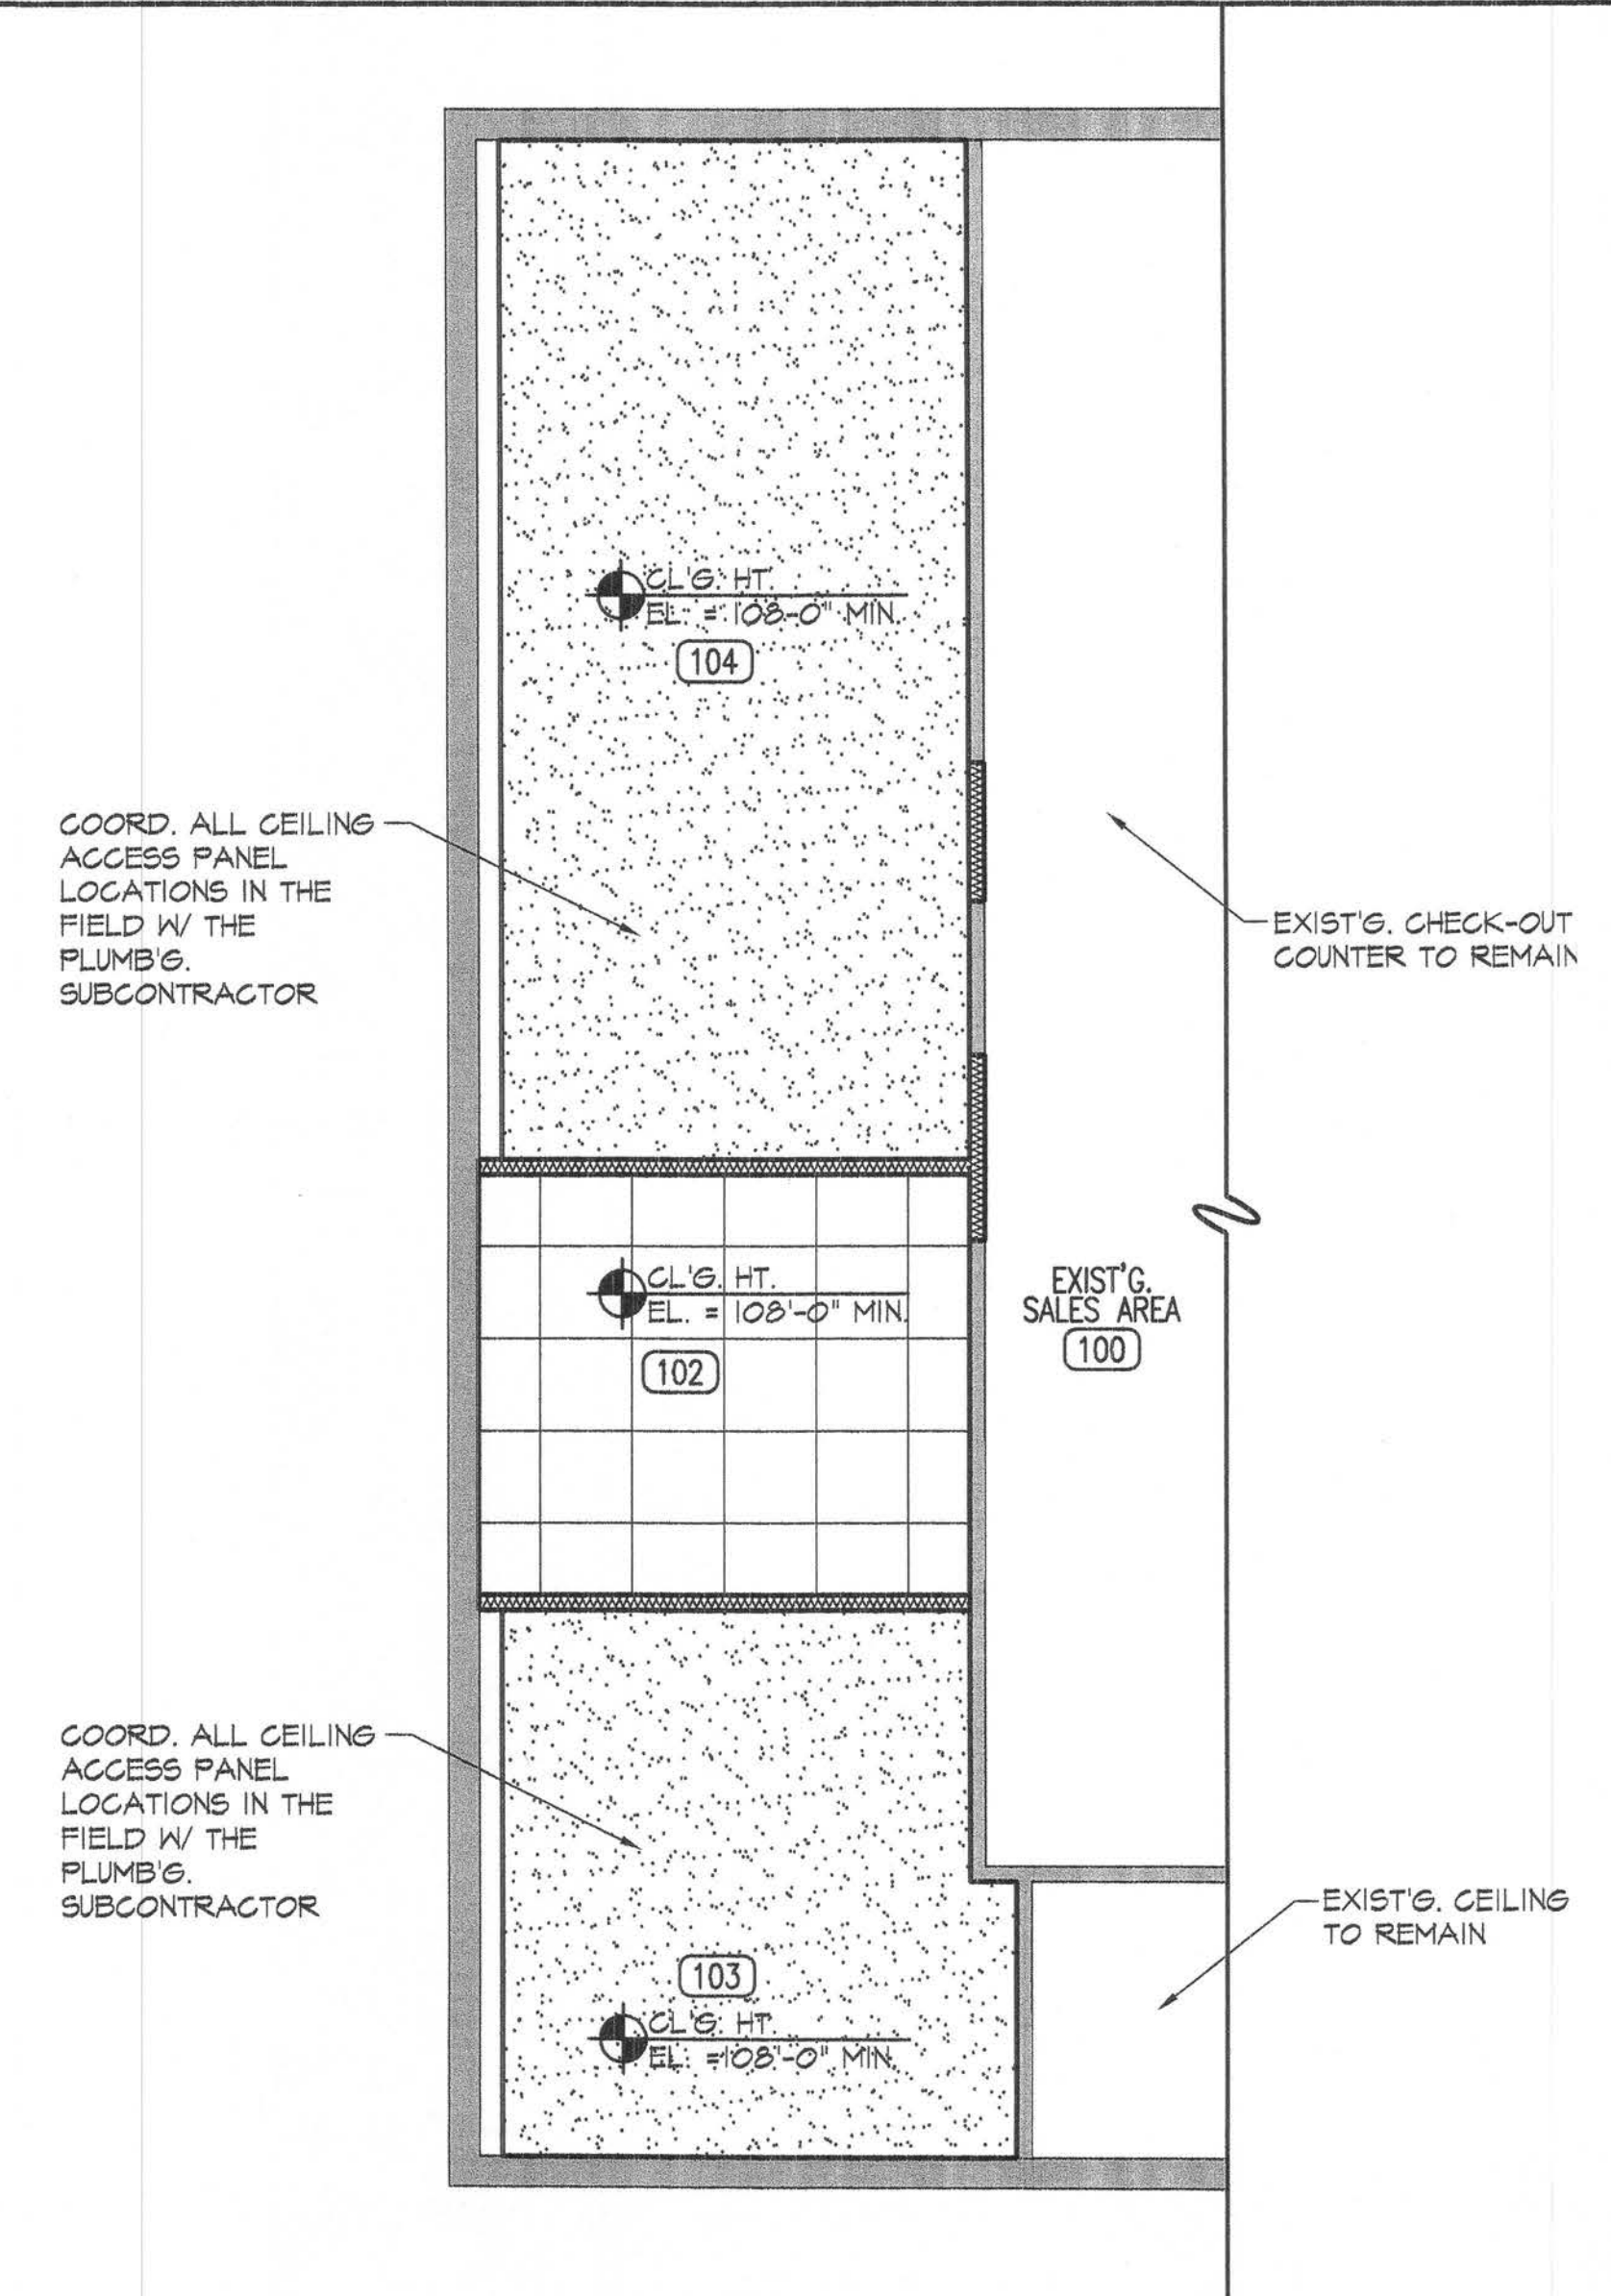 CL'G. HT.
EL. = 108-0" MIN.
104
COORD. ALL CEILING
ACCESS PANEL
LOCATIONS IN THE
FIELD W/ THE
PLUMB'G.
SUBCONTRACTOR
EXIST'G. CHECK-OUT
COUNTER TO REMAIN
CL'G. HT.
EL. = 108'-0" MIN.
102
EXIST'G.
SALES AREA
100
COORD. ALL CEILING
ACCESS PANEL
LOCATIONS IN THE
FIELD W/ THE
PLUMB'G.
SUBCONTRACTOR
EXIST'G. CEILING
TO REMAIN
103
CL'G. HT.
EL. = 108'-0" MIN.